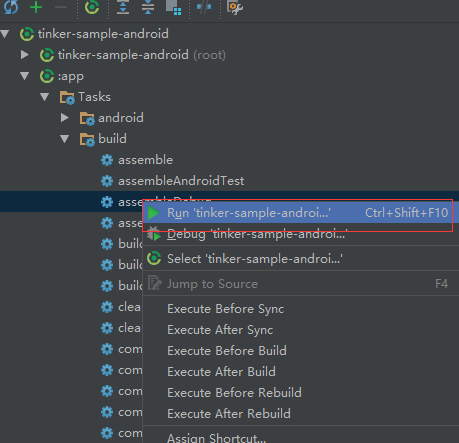 tinker-sample-android
tinker-sample-android (root)
:app
Tasks
android
build
assemble
assembleAndroidTest
assembleDebug
Run 'tinker-sample-androi...' Ctrl+Shift+F10
asse
Debug 'tinker-sample-androi...'
buil
Select 'tinker-sample-androi...'
buil
Jump to Source F4
buil
clea
Execute Before Sync
clea
Execute After Sync
com
Execute Before Build
com
Execute After Build
com
Execute Before Rebuild
com
Execute After Rebuild
com
Assign Shortcut...